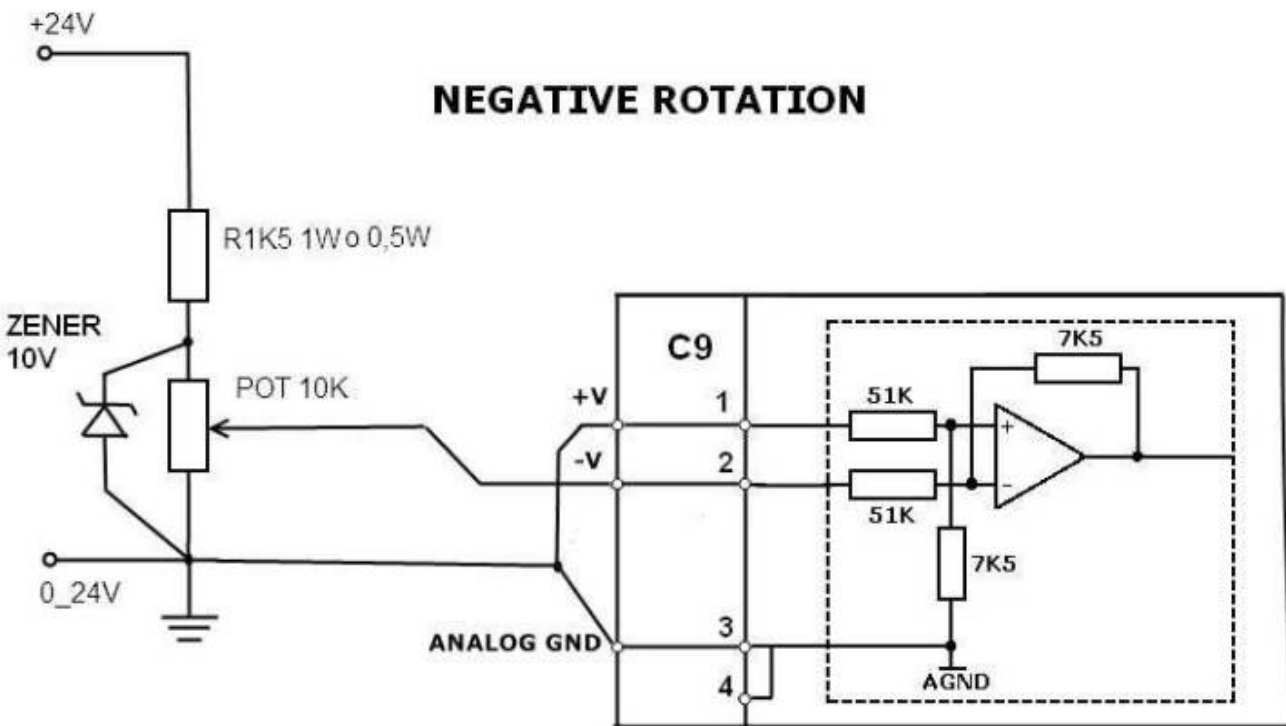 +24V
NEGATIVE ROTATION
R1K5 1W o 0,5W
ZENER
10V
POT 10K
C9
7K5
+V
1
51K
+
-V
2
-
51K
7K5
0_24V
ANALOG GND
3
4
AGND